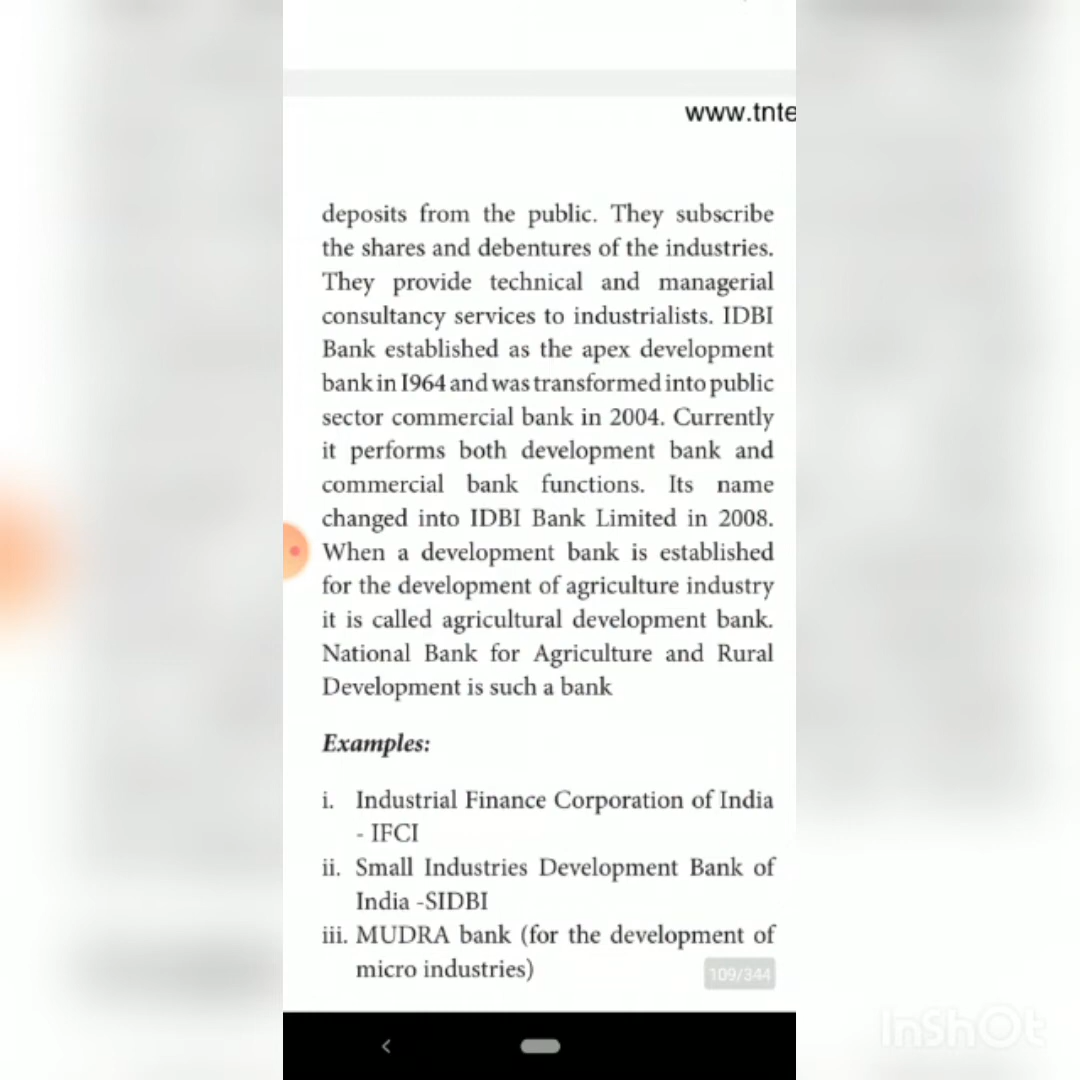 www.tnte
deposits from the public. They subscribe
the shares and debentures of the industries.
They provide technical and managerial
consultancy services to industrialists. IDBI
Bank established as the apex development
bank in I964 and was transformed into public
sector commercial bank in 2004. Currently
it performs both development bank and
commercial bank functions. Its name
changed into IDBI Bank Limited in 2008.
When a development bank is established
for the development of agriculture industry
it is called agricultural development bank.
National Bank for Agriculture and Rural
Development is such a bank
Examples:
i. Industrial Finance Corporation of India
- IFCI
ii. Small Industries Development Bank of
India -SIDBI
iii. MUDRA bank (for the development of
micro industries)
109/344
InShOt